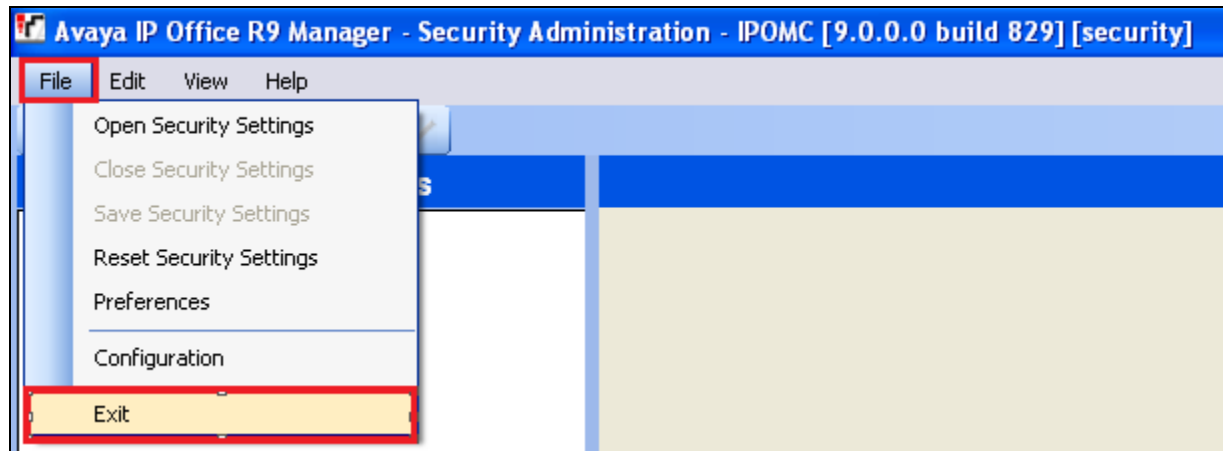 Avaya IP Office R9 Manager - Security Administration - IPOMC [9.0.0.0 build 829] [security]
File Edit View Help
Open Security Settings
Close Security Settings
s
Save Security Settings
Reset Security Settings
Preferences
Configuration
Exit